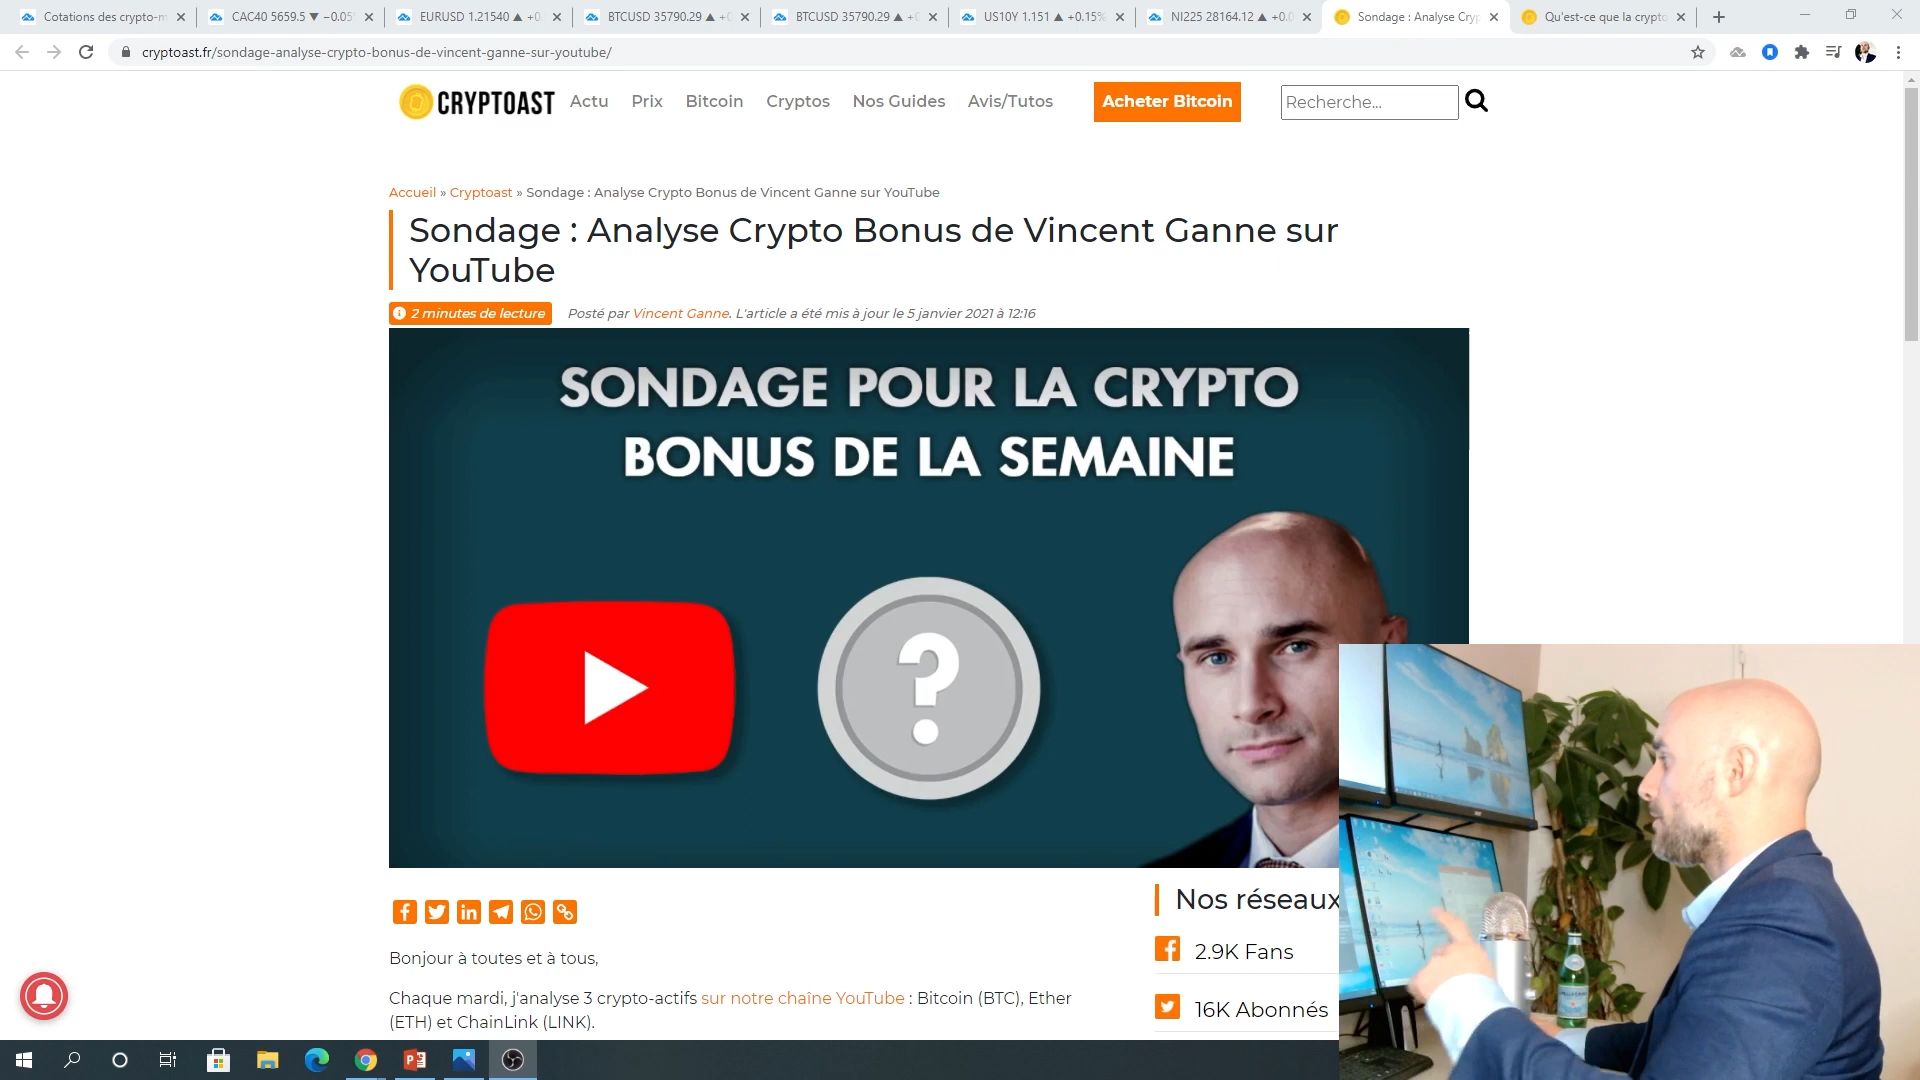 Cotations des crypto-m
CAC40 5659.5 ▼ −0.05
EURUSD 1.21540 ▲ +0
BTCUSD 35790.29 ▲ +
BTCUSD 35790.29 ▲ +
US10Y 1.151 ▲ +0.15%
NI225 28164.12 ▲ +0.
Sondage : Analyse Cryp
Qu'est-ce que la crypto
cryptoast.fr/sondage-analyse-crypto-bonus-de-vincent-ganne-sur-youtube/
CRYPTOAST
Actu
Prix
Bitcoin
Cryptos
Nos Guides
Avis/Tutos
Acheter Bitcoin
Recherche...
Accueil » Cryptoast » Sondage : Analyse Crypto Bonus de Vincent Ganne sur YouTube
Sondage : Analyse Crypto Bonus de Vincent Ganne sur
YouTube
2 minutes de lecture
Posté par Vincent Ganne. L'article a été mis à jour le 5 janvier 2021 à 12:16
SONDAGE POUR LA CRYPTO
BONUS DE LA SEMAINE
?
Nos réseaux
2.9K Fans
16K Abonnés
Bonjour à toutes et à tous,
Chaque mardi, j'analyse 3 crypto-actifs sur notre chaîne YouTube : Bitcoin (BTC), Ether
(ETH) et ChainLink (LINK).